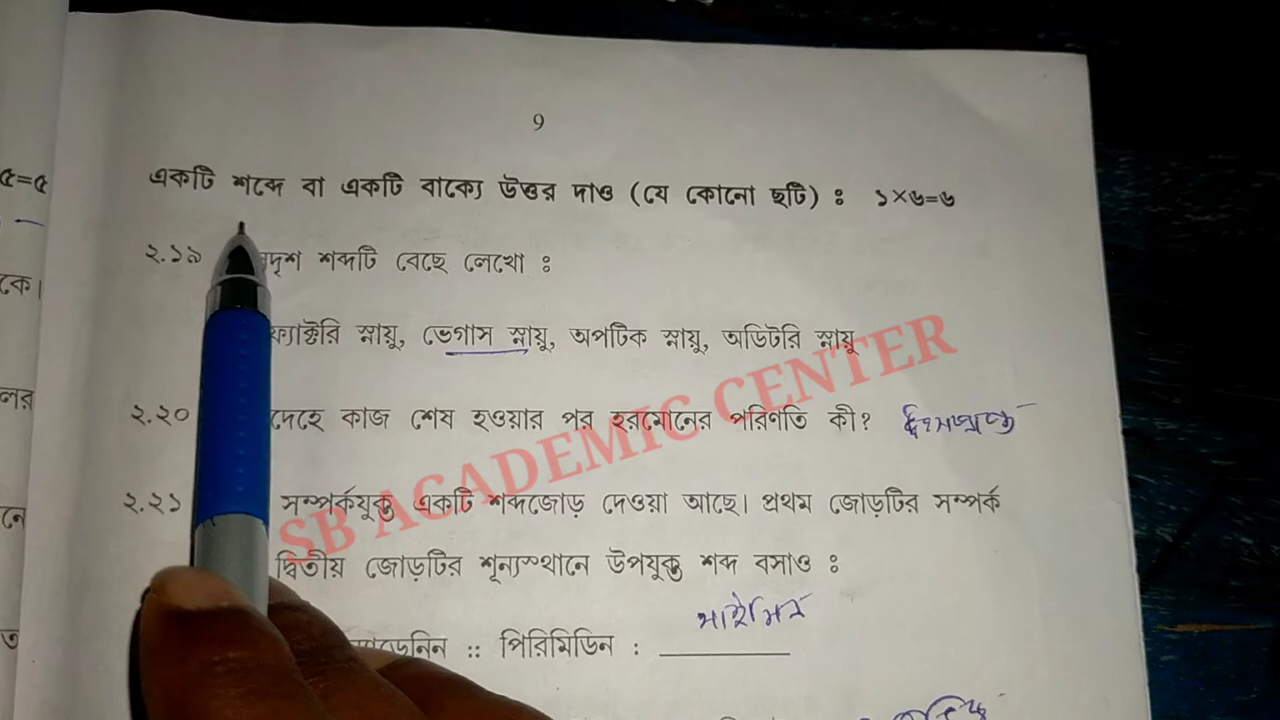 9
৫=৫
একটি শব্দে বা একটি বাক্যে উত্তর দাও (যে কোনো ছটি) : ১×৬=৬
২.১৯ শব্দটি বেছে লেখো :
কে।
স্নায়ু, ভেগাস স্নায়ু, অপটিক স্নায়ু, অডিটরি স্নায়ু
SB ACADEMIC CENTER
২.২০ দেহে কাজ শেষ হওয়ার পর হরমোনের পরিণতি কী?
২.২১ সম্পর্কযুক্ত একটি শব্দজোড় দেওয়া আছে। প্রথম জোড়টির সম্পর্ক
দ্বিতীয় জোড়টির শূন্যস্থানে উপযুক্ত শব্দ বসাও :
:: পিরিমিডিন :